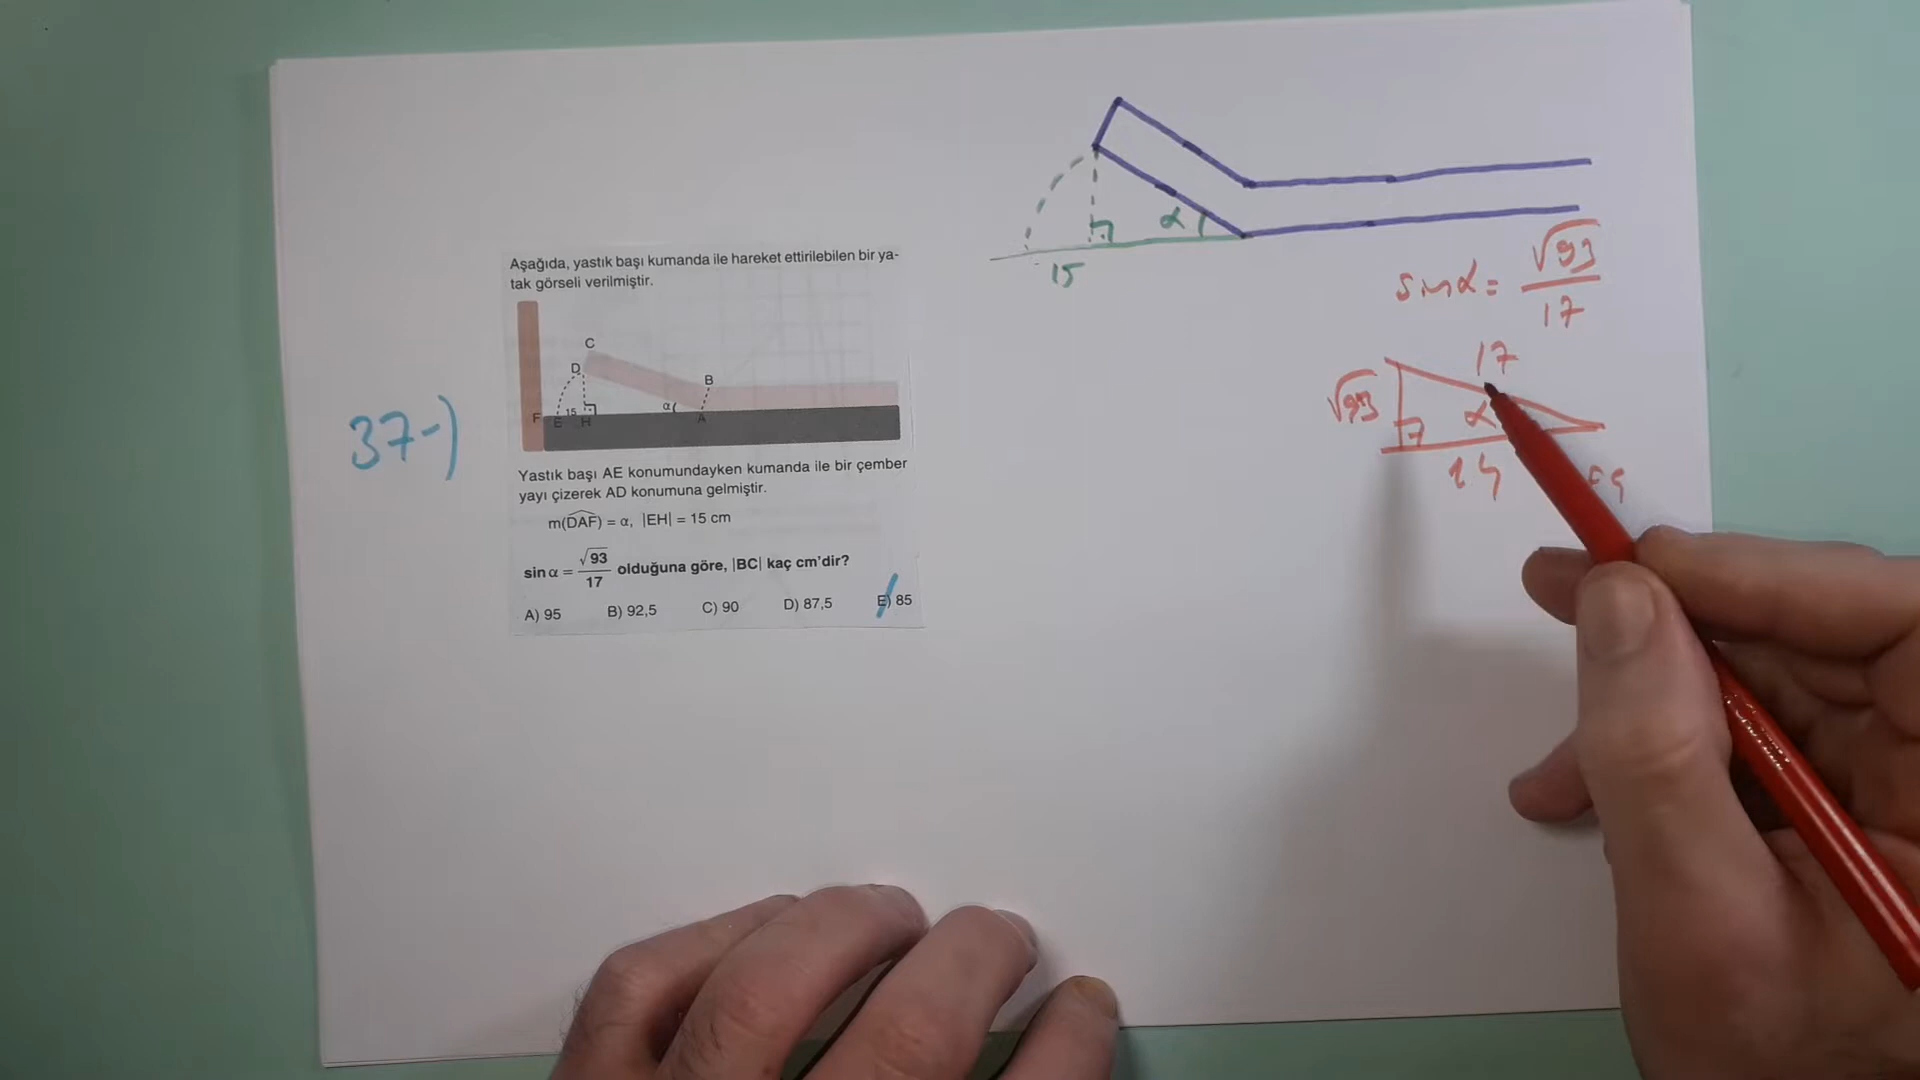 37-)
Aşağıda, yastık başı kumanda ile hareket ettirilebilen bir ya-
tak görseli verilmiştir.
C
D
B
α
F
E
15
H
A
Yastık başı AE konumundayken kumanda ile bir çember
yayı çizerek AD konumuna gelmiştir.
m(DAF) = α, |EH| = 15 cm
sin α = √93/17 olduğuna göre, |BC| kaç cm'dir?
A) 95 B) 92,5 C) 90 D) 87,5 E) 85
α
15
sinα = √93/17
17
√93
α
14